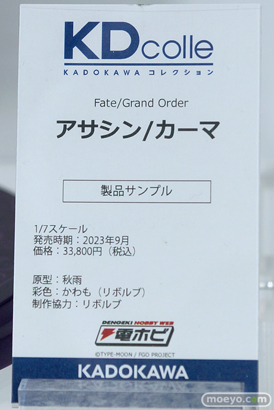 KDcolle
KADOKAWA コレクション
Fate/Grand Order
アサシン/カーマ
製品サンプル
1/7スケール
発売時期：2023年9月
価格：33,800円（税込）
原型：秋雨
彩色：かわも（リボルブ）
制作協力：リボルブ
DENGEKI HOBBY WEB
電ホビ
©TYPE-MOON / FGO PROJECT
KADOKAWA
moeyo.com